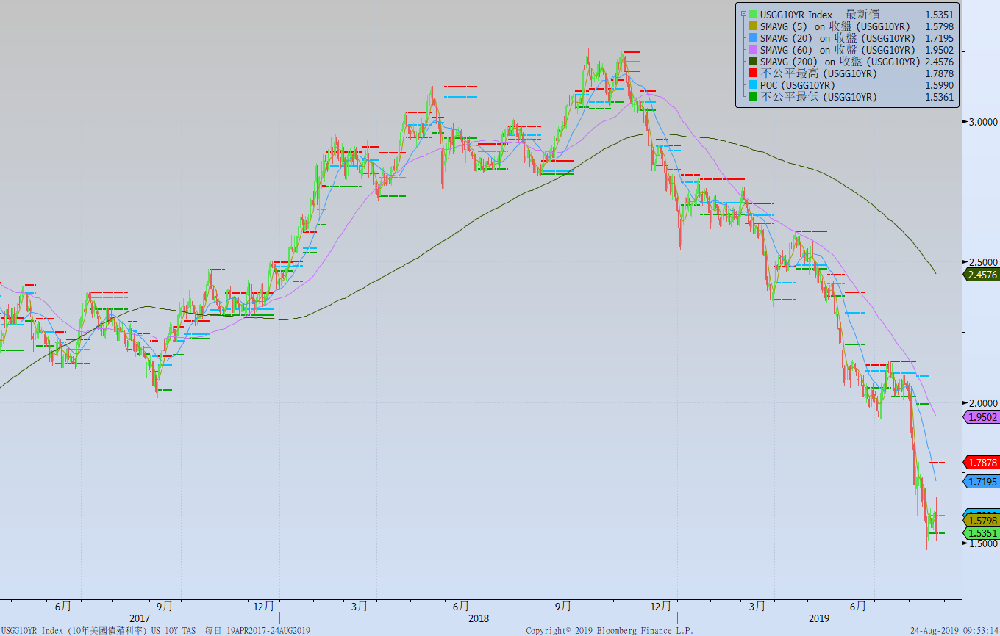 USGG10YR Index - 最新價 1.5351
SMAVG (5) on 收盤 (USGG10YR) 1.5798
SMAVG (20) on 收盤 (USGG10YR) 1.7195
SMAVG (60) on 收盤 (USGG10YR) 1.9502
SMAVG (200) on 收盤 (USGG10YR) 2.4576
不公平最高 (USGG10YR) 1.7878
POC (USGG10YR) 1.5990
不公平最低 (USGG10YR) 1.5361
3.0000
2.5000
2.4576
2.0000
1.9502
1.7878
1.7195
1.5798
1.5351
1.5000
6月 9月 12月 3月 6月 9月 12月 3月 6月
2017 2018 2019
USGG10YR Index (10年美國債殖利率) US 10Y TAS 每日 19APR2017-24AUG2019 Copyright© 2019 Bloomberg Finance L.P. 24-Aug-2019 09:53:14